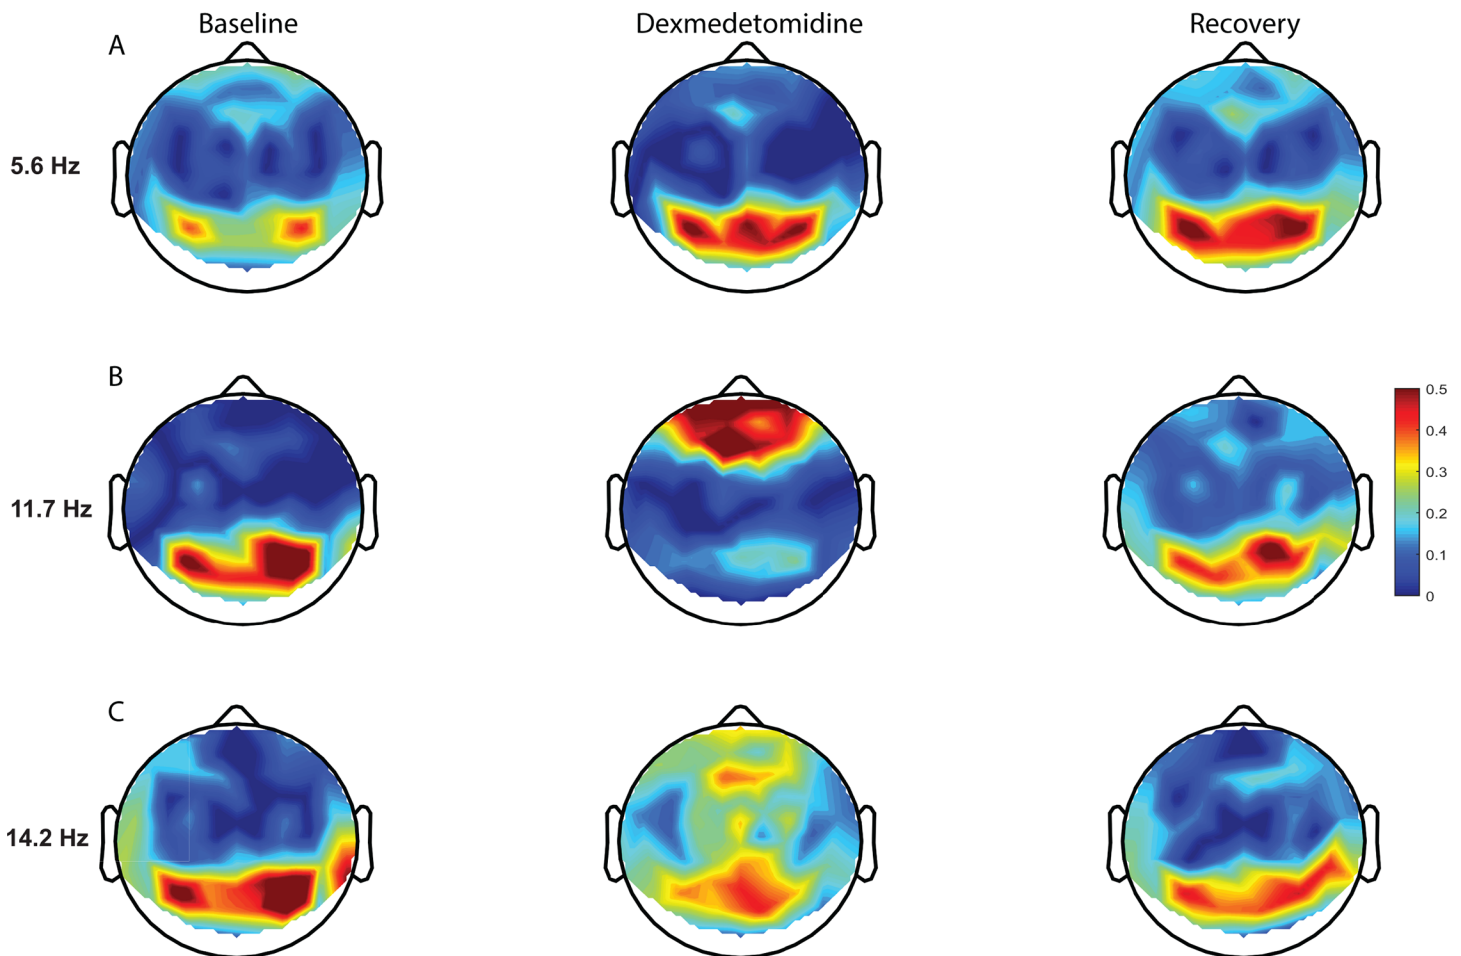 Baseline Dexmedetomidine Recovery
A
5.6 Hz
B
11.7 Hz
0.5
0.4
0.3
0.2
0.1
0
C
14.2 Hz